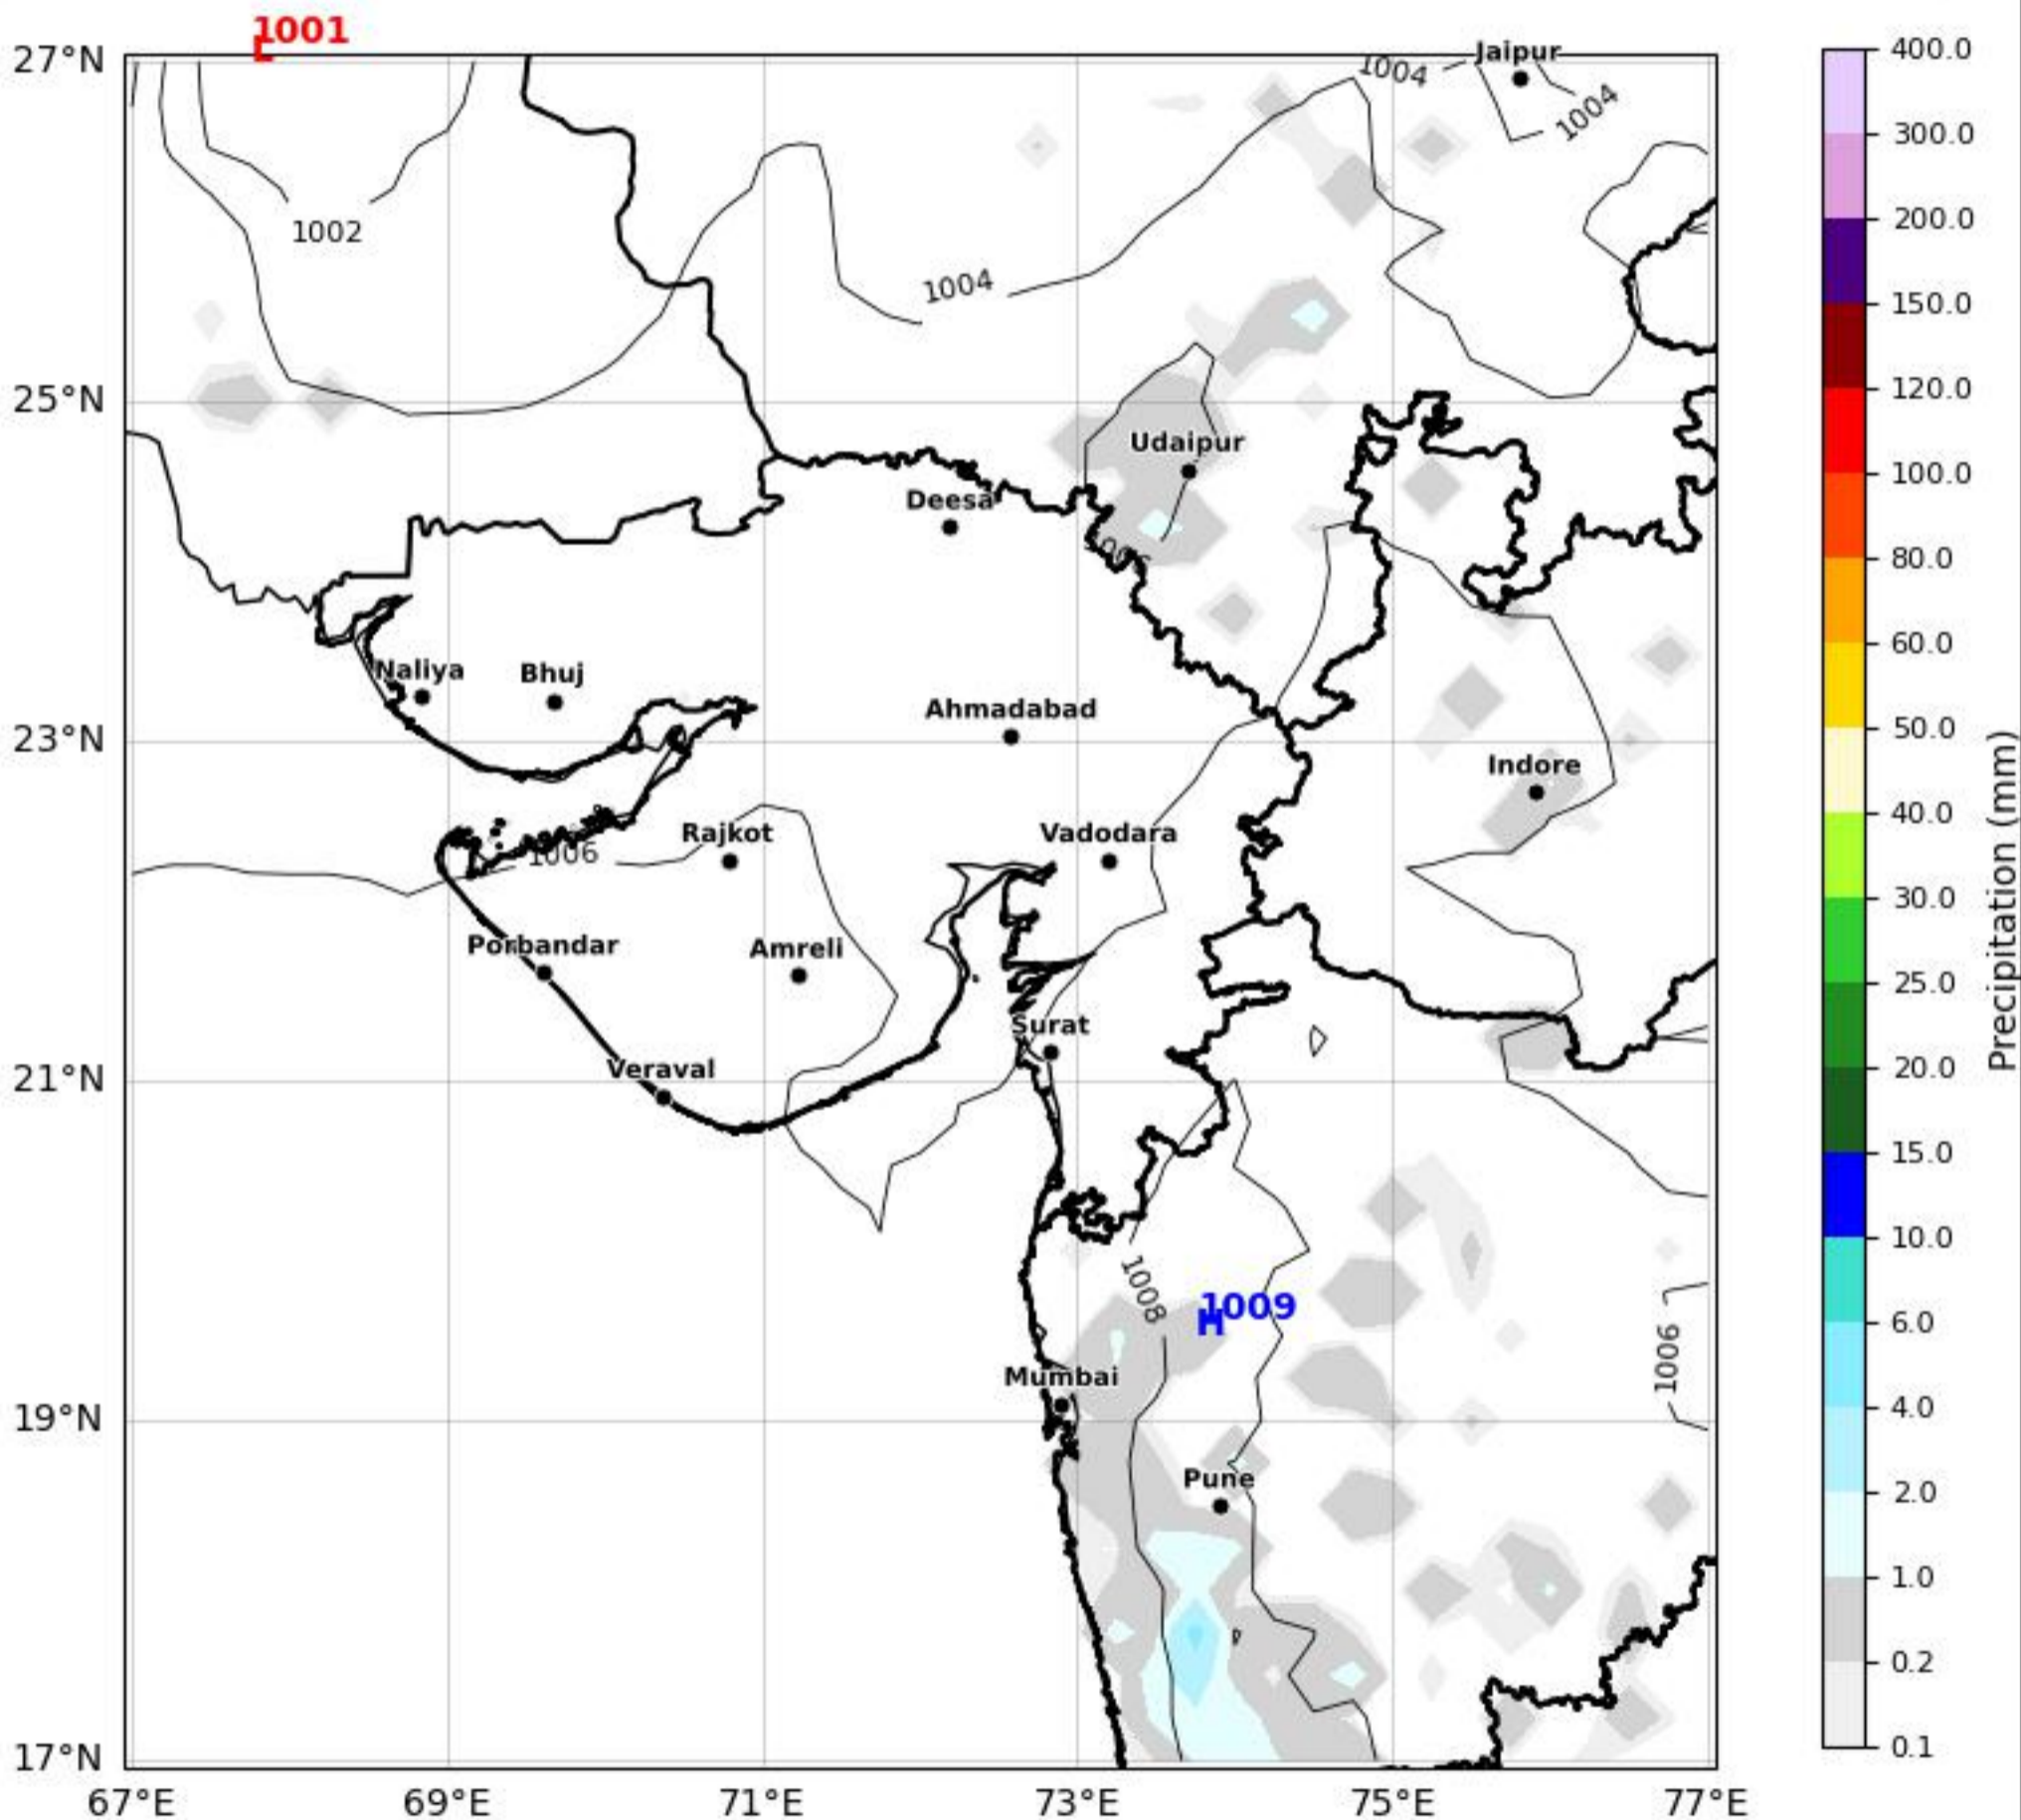 1001
L
27°N
Jaipur
400.0
1004
1004
300.0
1002
200.0
1004
150.0
120.0
25°N
Udaipur
100.0
Deesa
1006
80.0
Naliya
Bhuj
60.0
Ahmadabad
23°N
50.0
Indore
Precipitation (mm)
40.0
Rajkot
Vadodara
1006
30.0
Porbandar
Amreli
25.0
Surat
Veraval
20.0
21°N
15.0
10.0
1008
1009
H
6.0
1006
Mumbai
4.0
19°N
Pune
2.0
1.0
0.2
17°N
0.1
67°E
69°E
71°E
73°E
75°E
77°E